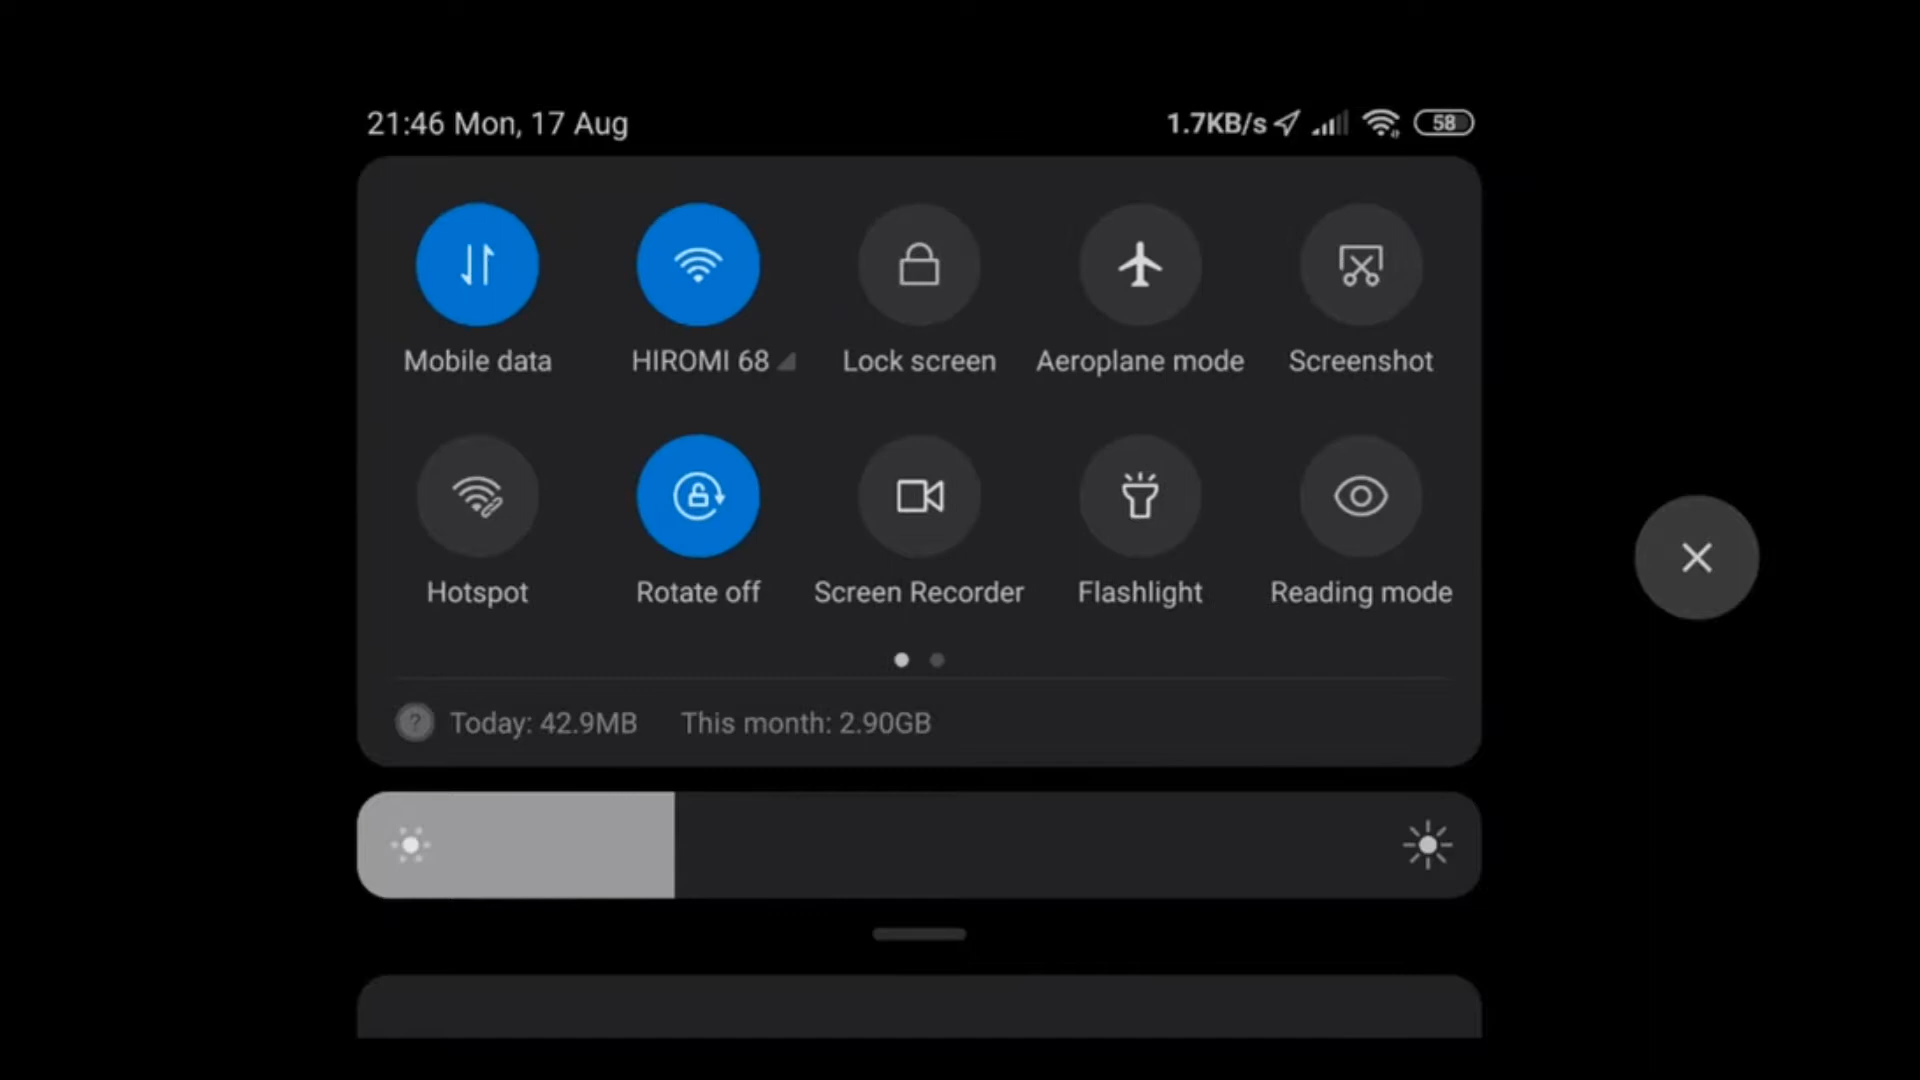 21:46 Mon, 17 Aug 1.7KB/s 58
Mobile data HIROMI 68 Lock screen Aeroplane mode Screenshot
Hotspot Rotate off Screen Recorder Flashlight Reading mode
? Today: 42.9MB This month: 2.90GB